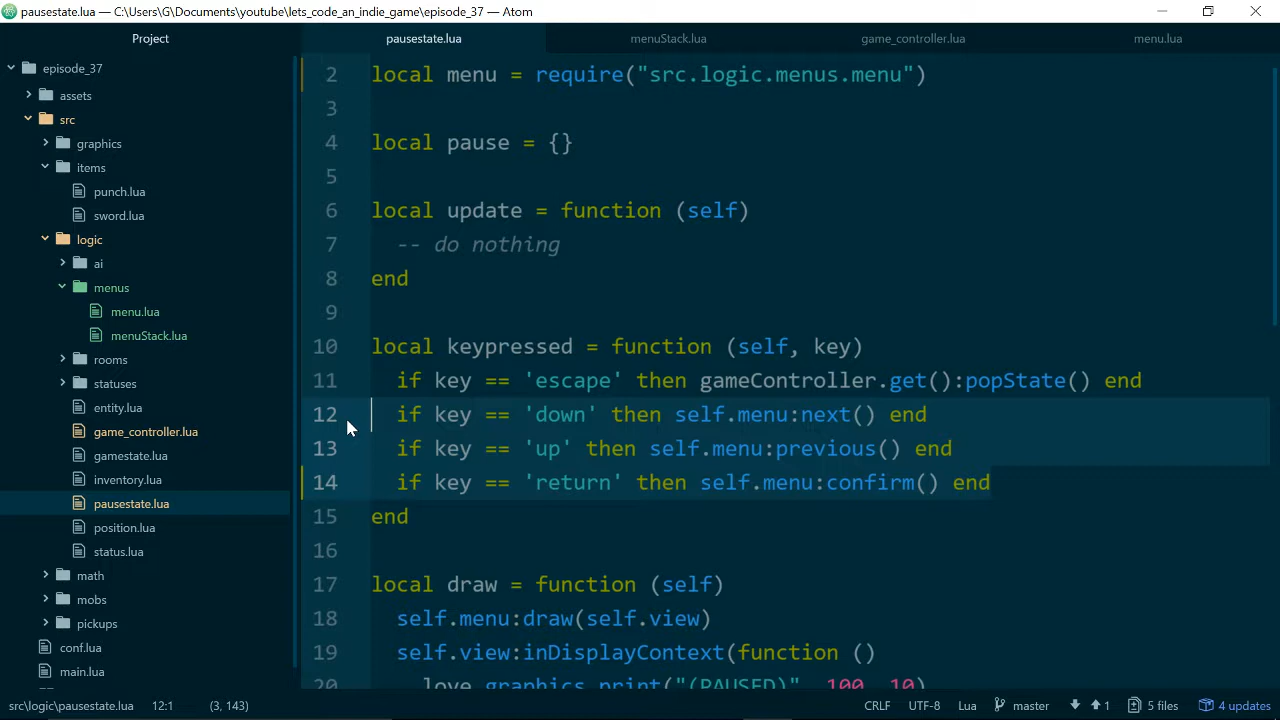 pausestate.lua — C:\Users\G\Documents\youtube\lets_code_an_indie_game\episode_37 — Atom
Project
pausestate.lua
menuStack.lua
game_controller.lua
menu.lua
episode_37
assets
src
graphics
items
punch.lua
sword.lua
logic
ai
menus
menu.lua
menuStack.lua
rooms
statuses
entity.lua
game_controller.lua
gamestate.lua
inventory.lua
pausestate.lua
position.lua
status.lua
math
mobs
pickups
conf.lua
main.lua
2 local menu = require("src.logic.menus.menu")
3
4 local pause = {}
5
6 local update = function (self)
7 -- do nothing
8 end
9
10 local keypressed = function (self, key)
11 if key == 'escape' then gameController.get():popState() end
12 if key == 'down' then self.menu:next() end
13 if key == 'up' then self.menu:previous() end
14 if key == 'return' then self.menu:confirm() end
15 end
16
17 local draw = function (self)
18 self.menu:draw(self.view)
19 self.view:inDisplayContext(function ()
20 love.graphics.print("(PAUSED)", 100, 10)
src\logic\pausestate.lua 12:1 (3, 143)
CRLF UTF-8 Lua master 1 5 files 4 updates